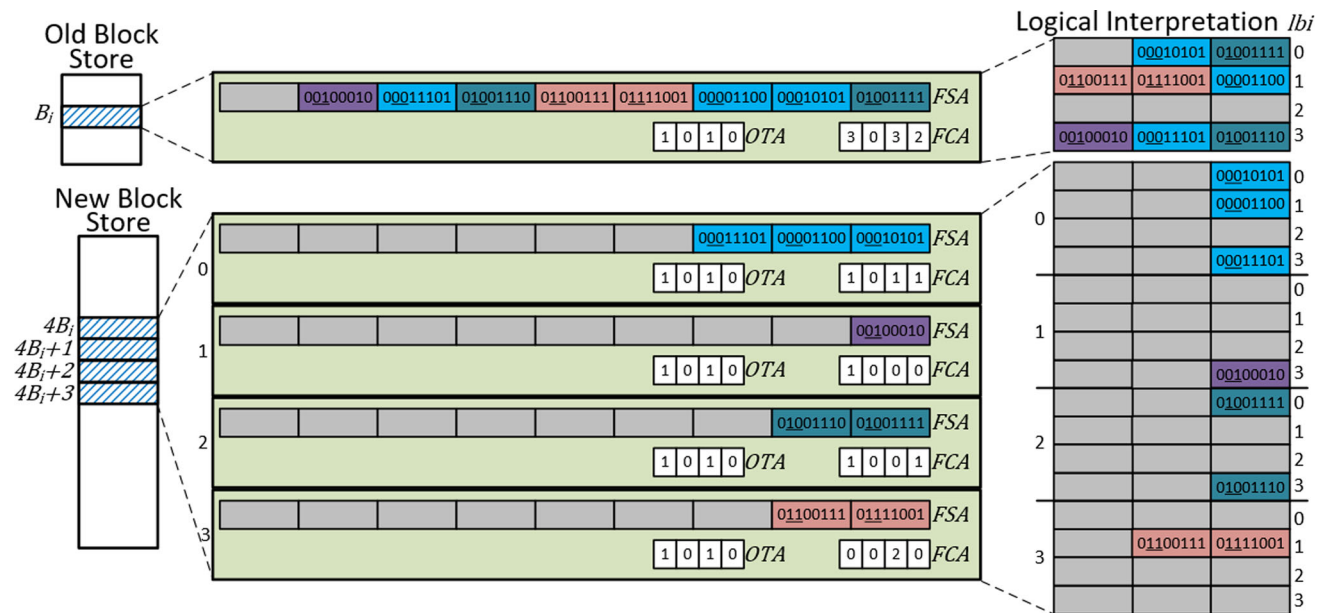 Old Block
Store
B_i
00100010 00011101 01001110 01100111 01111001 00001100 00010101 01001111 FSA
1 0 1 0 OTA 3 0 3 2 FCA
Logical Interpretation lbi
00010101 01001111 0
01100111 01111001 00001100 1
2
00100010 00011101 01001110 3
New Block
Store
4B_i
4B_i+1
4B_i+2
4B_i+3
0
00011101 00001100 00010101 FSA
1 0 1 0 OTA 1 0 1 1 FCA
1
00100010 FSA
1 0 1 0 OTA 1 0 0 0 FCA
2
01001110 01001111 FSA
1 0 1 0 OTA 1 0 0 1 FCA
3
01100111 01111001 FSA
1 0 1 0 OTA 0 0 2 0 FCA
0
00010101 0
00001100 1
2
00011101 3
1
0
1
2
00100010 3
2
01001111 0
1
2
01001110 3
3
0
01100111 01111001 1
2
3